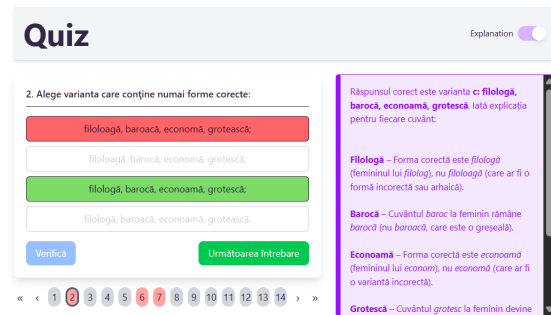 Quiz
Explanation
2. Alege varianta care conține numai forme corecte:
filoloagă, baroacă, economă, grotească;
filoloagă, barocă, economă, grotescă;
filologă, barocă, econoamă, grotescă;
filologă, barocă, econoamă, grotească.
Verifică
Următoarea întrebare
« ‹ 1 2 3 4 5 6 7 8 9 10 11 12 13 14 › »
Răspunsul corect este varianta c: filologă,
barocă, econoamă, grotescă. Iată explicația
pentru fiecare cuvânt:
Filologă – Forma corectă este filologă
(femininul lui filolog), nu filoloagă (care ar fi o
formă incorectă sau arhaică).
Barocă – Cuvântul baroc la feminin rămâne
barocă (nu baroacă, care este o greșeală).
Econoamă – Forma corectă este econoamă
(femininul lui econom), nu economă (care ar fi
o variantă incorectă).
Grotescă – Cuvântul grotesc la feminin devine